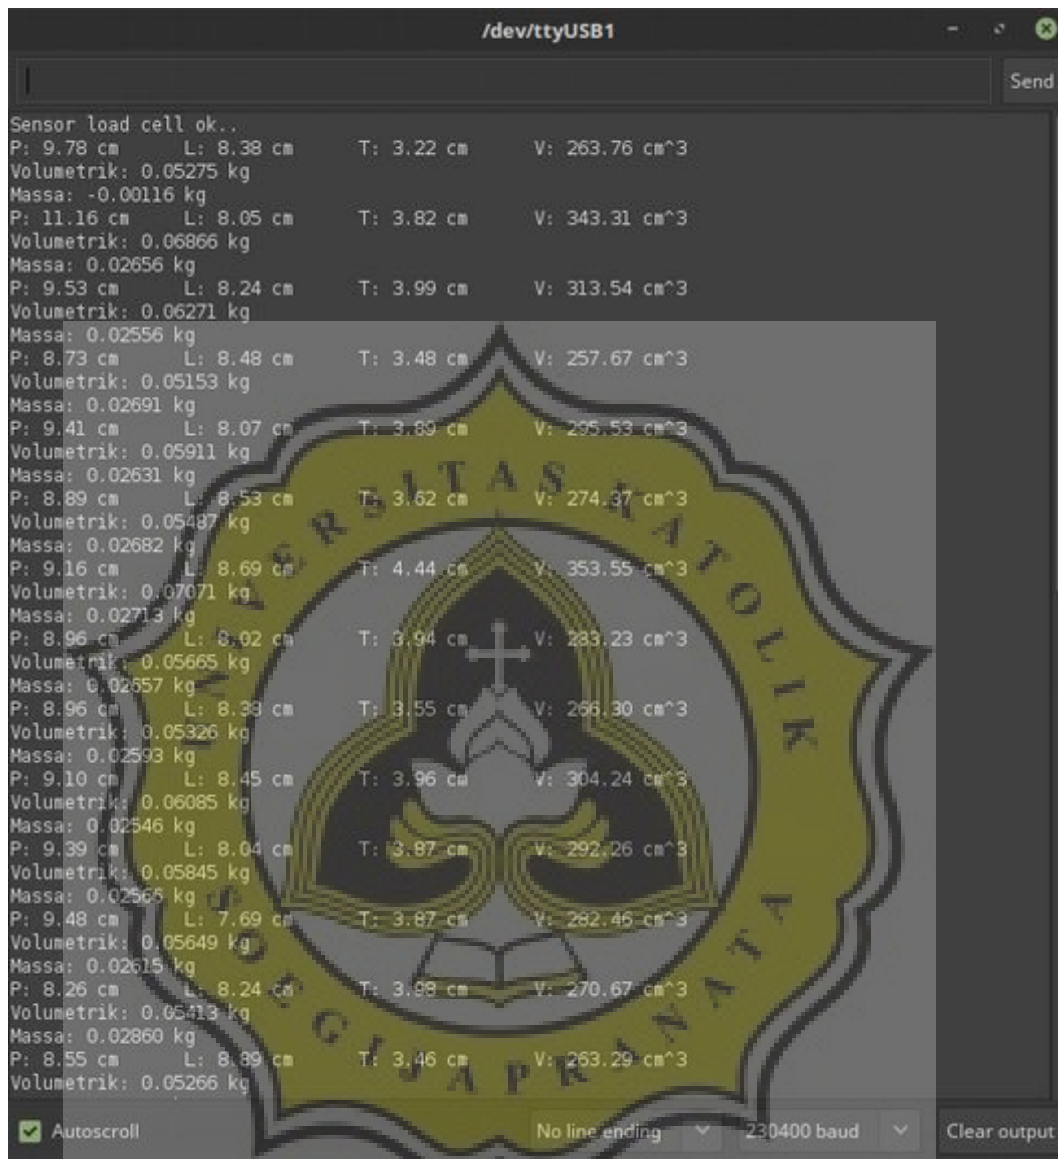 /dev/ttyUSB1
Send
Sensor load cell ok..
P: 9.78 cm L: 8.38 cm T: 3.22 cm V: 263.76 cm^3
Volumetrik: 0.05275 kg
Massa: -0.00116 kg
P: 11.16 cm L: 8.05 cm T: 3.82 cm V: 343.31 cm^3
Volumetrik: 0.06866 kg
Massa: 0.02656 kg
P: 9.53 cm L: 8.24 cm T: 3.99 cm V: 313.54 cm^3
Volumetrik: 0.06271 kg
Massa: 0.02556 kg
P: 8.73 cm L: 8.48 cm T: 3.48 cm V: 257.67 cm^3
Volumetrik: 0.05153 kg
Massa: 0.02691 kg
P: 9.41 cm L: 8.07 cm T: 3.89 cm V: 295.53 cm^3
Volumetrik: 0.05911 kg
Massa: 0.02631 kg
P: 8.89 cm L: 8.53 cm T: 3.62 cm V: 274.37 cm^3
Volumetrik: 0.05487 kg
Massa: 0.02682 kg
P: 9.16 cm L: 8.69 cm T: 4.44 cm V: 353.55 cm^3
Volumetrik: 0.07071 kg
Massa: 0.02713 kg
P: 8.96 cm L: 8.02 cm T: 3.94 cm V: 283.23 cm^3
Volumetrik: 0.05665 kg
Massa: 0.02657 kg
P: 8.96 cm L: 8.38 cm T: 3.55 cm V: 266.30 cm^3
Volumetrik: 0.05326 kg
Massa: 0.02593 kg
P: 9.10 cm L: 8.45 cm T: 3.96 cm V: 304.24 cm^3
Volumetrik: 0.06085 kg
Massa: 0.02546 kg
P: 9.39 cm L: 8.04 cm T: 3.87 cm V: 292.26 cm^3
Volumetrik: 0.05845 kg
Massa: 0.02566 kg
P: 9.48 cm L: 7.69 cm T: 3.87 cm V: 282.46 cm^3
Volumetrik: 0.05649 kg
Massa: 0.02615 kg
P: 8.26 cm L: 8.24 cm T: 3.98 cm V: 270.67 cm^3
Volumetrik: 0.05413 kg
Massa: 0.02860 kg
P: 8.55 cm L: 8.89 cm T: 3.46 cm V: 263.29 cm^3
Volumetrik: 0.05266 kg
Autoscroll No line ending 230400 baud Clear output
UNIVERSITAS KATOLIK
SOEGIJAPRANATA